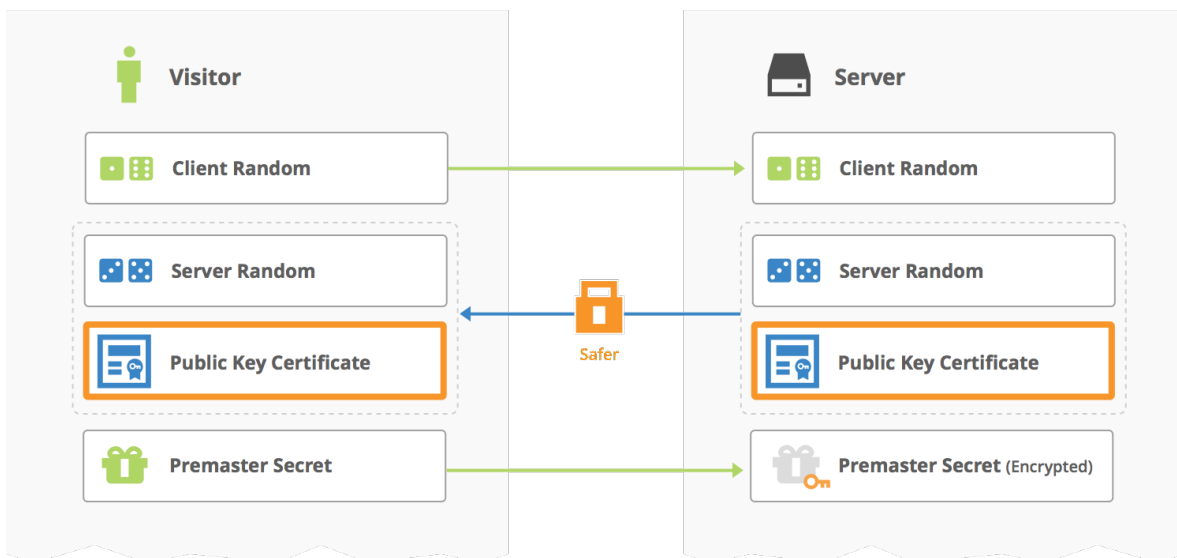 Visitor
Server
Client Random
Client Random
Server Random
Server Random
Safer
Public Key Certificate
Public Key Certificate
Premaster Secret
Premaster Secret (Encrypted)